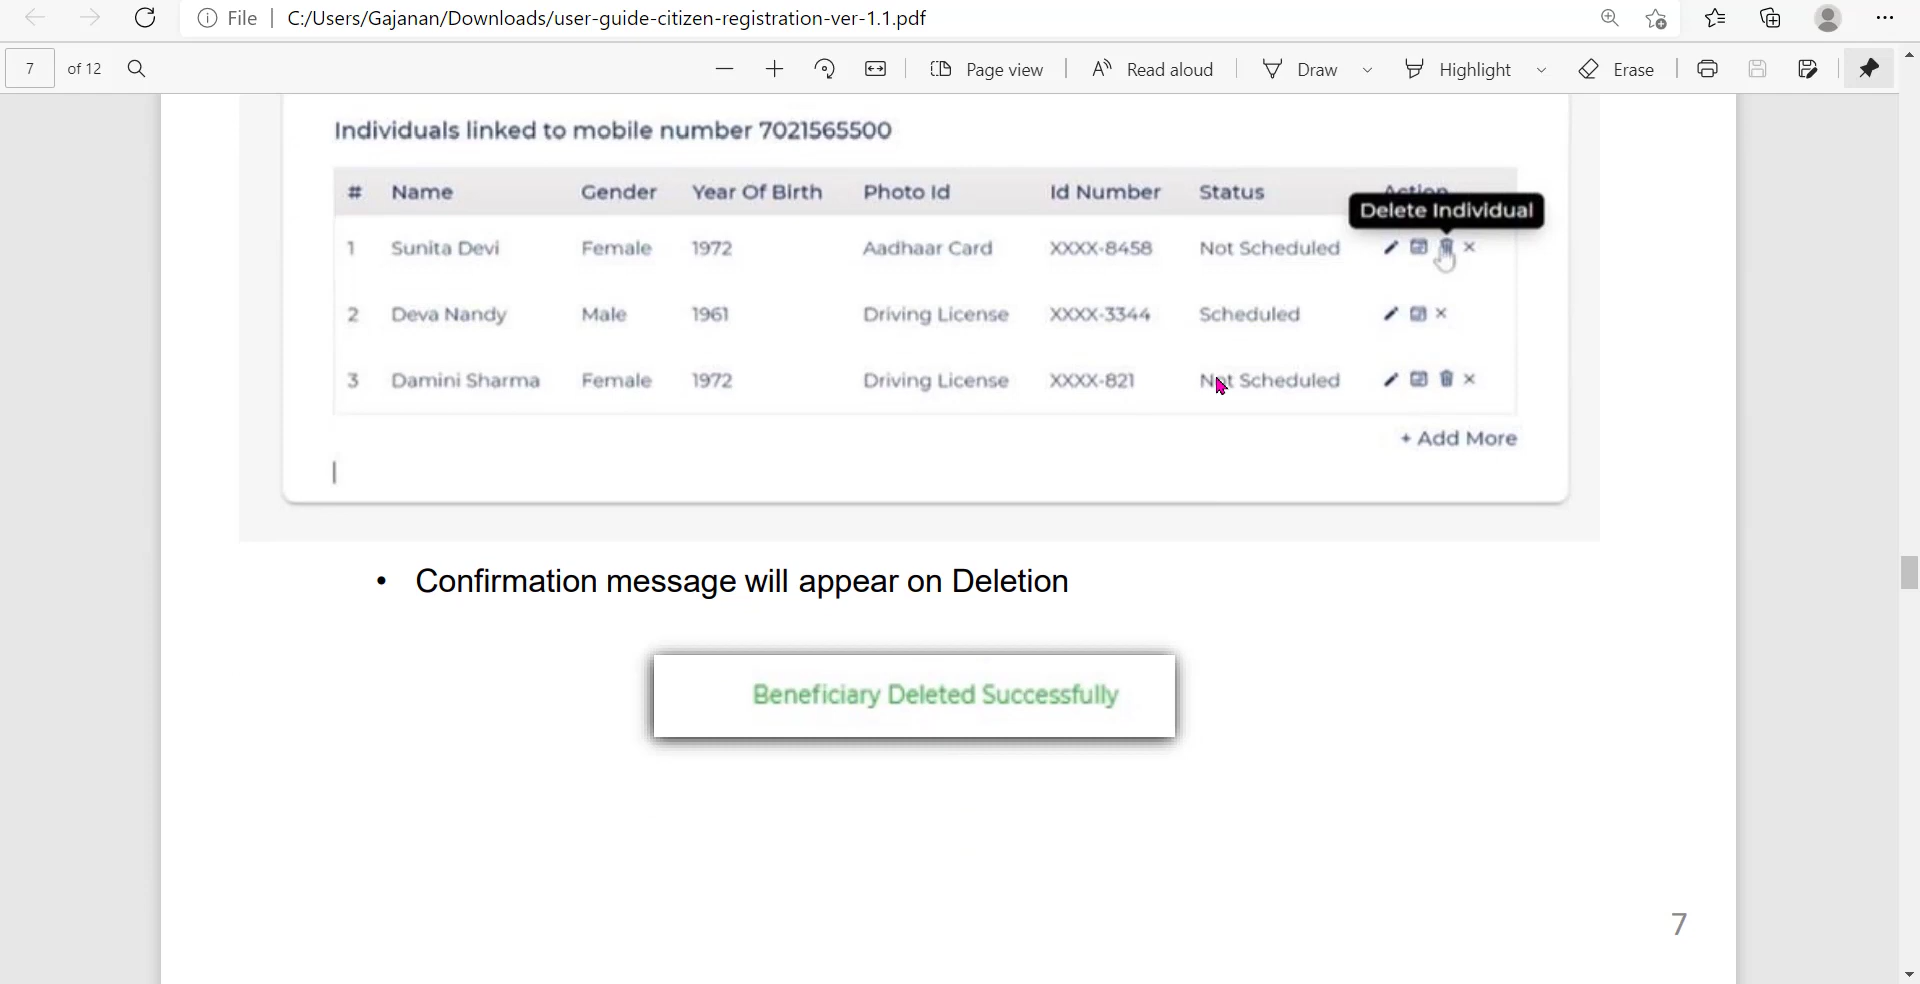 File C:/Users/Gajanan/Downloads/user-guide-citizen-registration-ver-1.1.pdf
7 of 12 Page view Read aloud Draw Highlight Erase
Individuals linked to mobile number 7021565500
# Name Gender Year Of Birth Photo Id Id Number Status Action
Delete Individual
1 Sunita Devi Female 1972 Aadhaar Card XXXX-8458 Not Scheduled
2 Deva Nandy Male 1961 Driving License XXXX-3344 Scheduled
3 Damini Sharma Female 1972 Driving License XXXX-821 Not Scheduled
+ Add More
• Confirmation message will appear on Deletion
Beneficiary Deleted Successfully
7